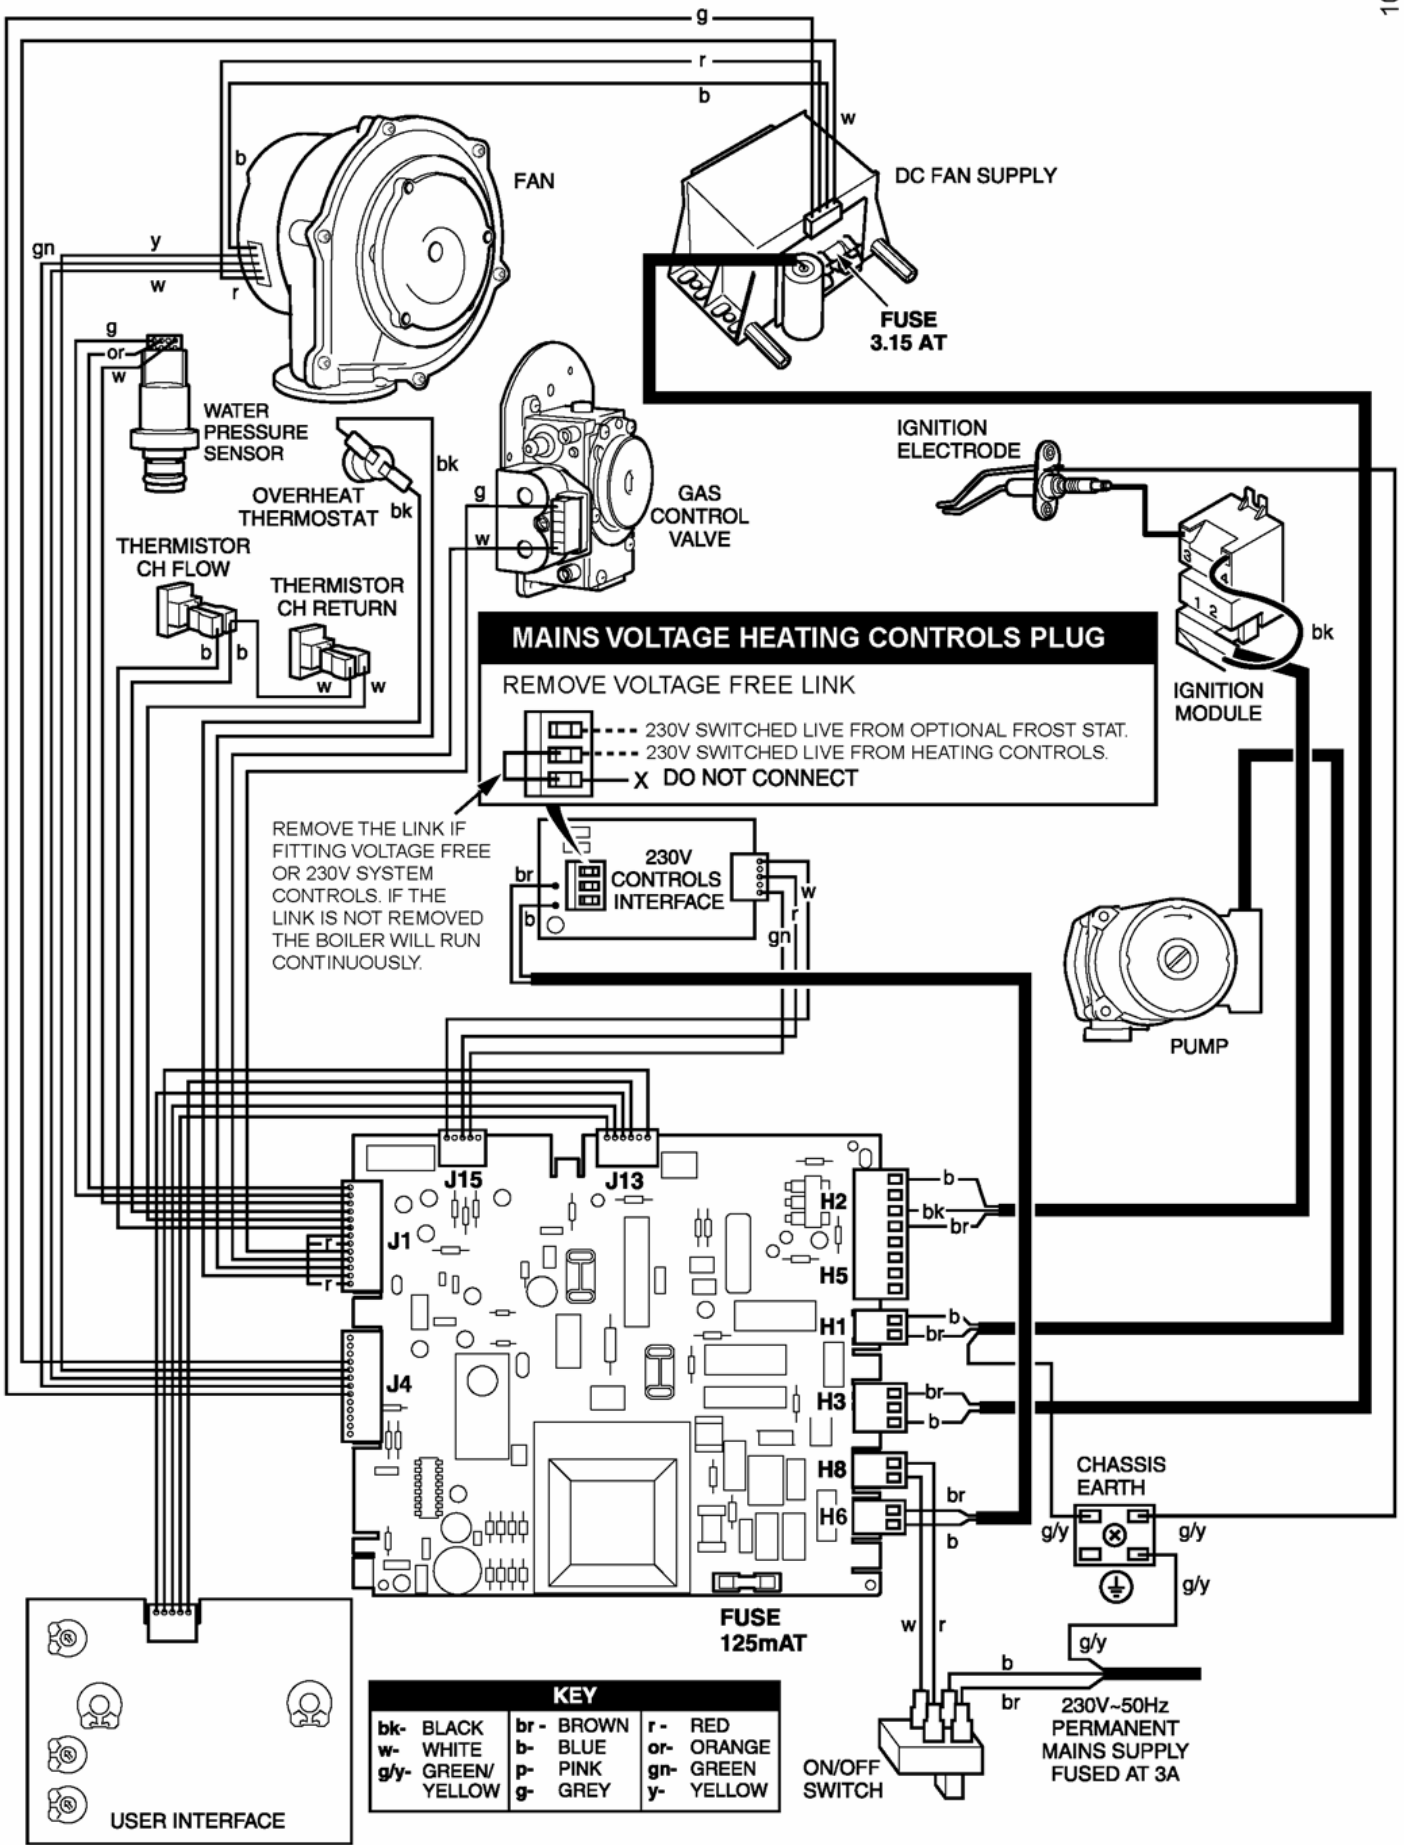 g
r
b
w
b
FAN
DC FAN SUPPLY
gn
y
w
r
FUSE
3.15 AT
g
or
w
WATER
PRESSURE
SENSOR
bk
OVERHEAT
THERMOSTAT
bk
g
w
GAS
CONTROL
VALVE
IGNITION
ELECTRODE
3
4
1 2
bk
IGNITION
MODULE
THERMISTOR
CH FLOW
b
b
THERMISTOR
CH RETURN
w
w
MAINS VOLTAGE HEATING CONTROLS PLUG
REMOVE VOLTAGE FREE LINK
230V SWITCHED LIVE FROM OPTIONAL FROST STAT.
230V SWITCHED LIVE FROM HEATING CONTROLS.
X DO NOT CONNECT
REMOVE THE LINK IF
FITTING VOLTAGE FREE
OR 230V SYSTEM
CONTROLS. IF THE
LINK IS NOT REMOVED
THE BOILER WILL RUN
CONTINUOUSLY.
br
b
230V
CONTROLS
INTERFACE
w
r
gn
PUMP
J15
J13
J1
r
r
J4
H2
b
bk
br
H5
H1
b
br
H3
br
b
H8
H6
br
b
CHASSIS
EARTH
g/y
g/y
g/y
g/y
FUSE
125mAT
w
r
b
br
230V~50Hz
PERMANENT
MAINS SUPPLY
FUSED AT 3A
ON/OFF
SWITCH
KEY
bk- BLACK br - BROWN r - RED
w- WHITE b- BLUE or- ORANGE
g/y- GREEN/ p- PINK gn- GREEN
YELLOW g- GREY y- YELLOW
USER INTERFACE